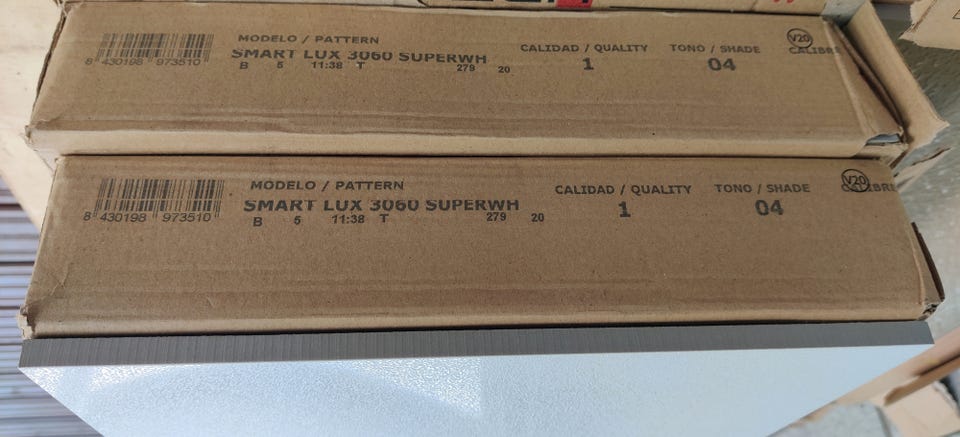 MODELO / PATTERN CALIDAD / QUALITY TONO / SHADE V20 CALIBRE
SMART LUX 3060 SUPERWH 1 04
8 430198 973510 B 5 11:38 T 279 20
MODELO / PATTERN CALIDAD / QUALITY TONO / SHADE V20 CALIBRE
SMART LUX 3060 SUPERWH 1 04
8 430198 973510 B 5 11:38 T 279 20